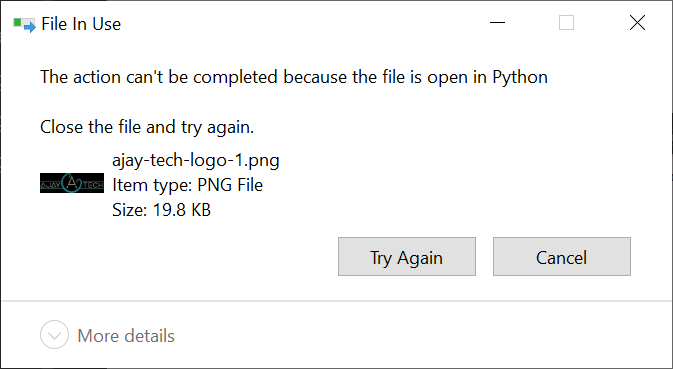 File In Use
The action can't be completed because the file is open in Python
Close the file and try again.
ajay-tech-logo-1.png
AJAY A TECH
Item type: PNG File
Size: 19.8 KB
Try Again
Cancel
More details